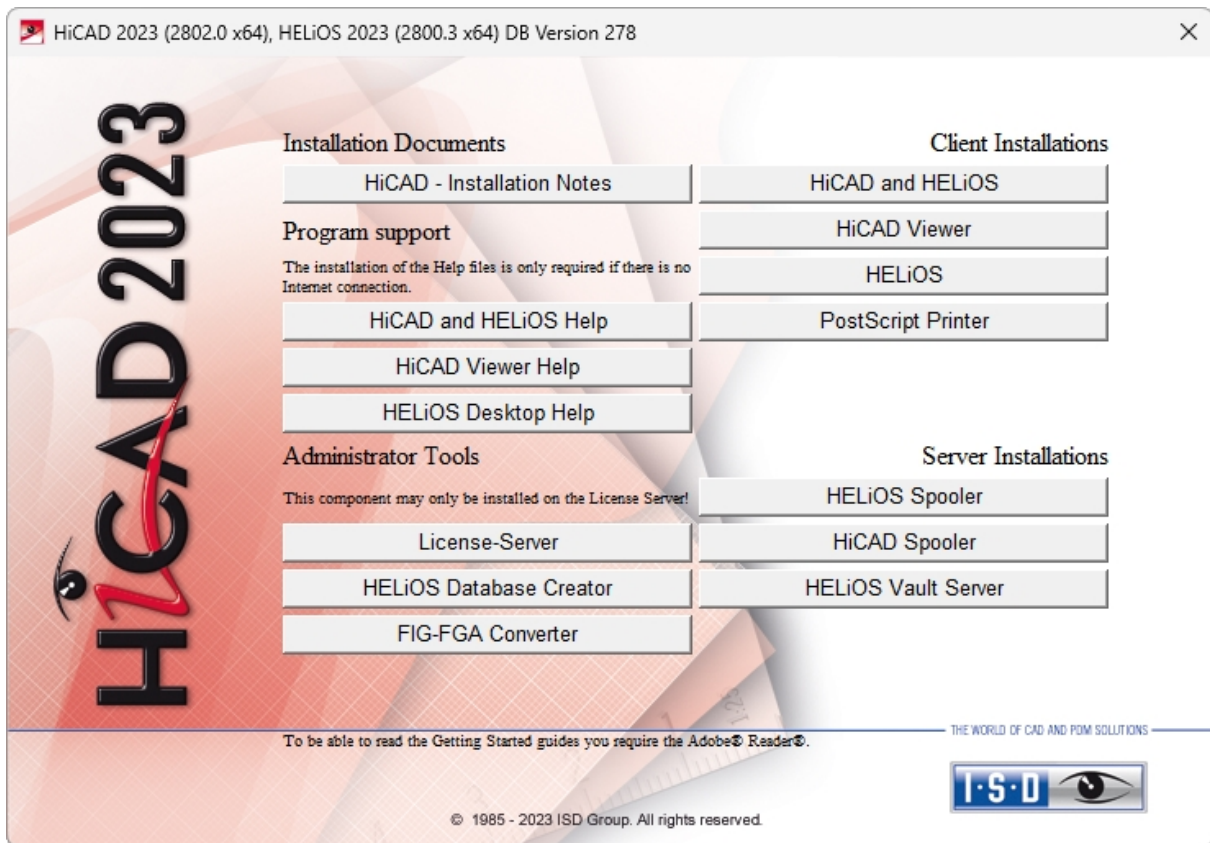 HiCAD 2023 (2802.0 x64), HELiOS 2023 (2800.3 x64) DB Version 278
HiCAD 2023
Installation Documents
HiCAD - Installation Notes
Program support
The installation of the Help files is only required if there is no
Internet connection.
HiCAD and HELiOS Help
HiCAD Viewer Help
HELiOS Desktop Help
Administrator Tools
This component may only be installed on the License Server!
License-Server
HELiOS Database Creator
FIG-FGA Converter
Client Installations
HiCAD and HELiOS
HiCAD Viewer
HELiOS
PostScript Printer
Server Installations
HELiOS Spooler
HiCAD Spooler
HELiOS Vault Server
1:25
To be able to read the Getting Started guides you require the Adobe® Reader®.
THE WORLD OF CAD AND PDM SOLUTIONS
I·S·D
© 1985 - 2023 ISD Group. All rights reserved.